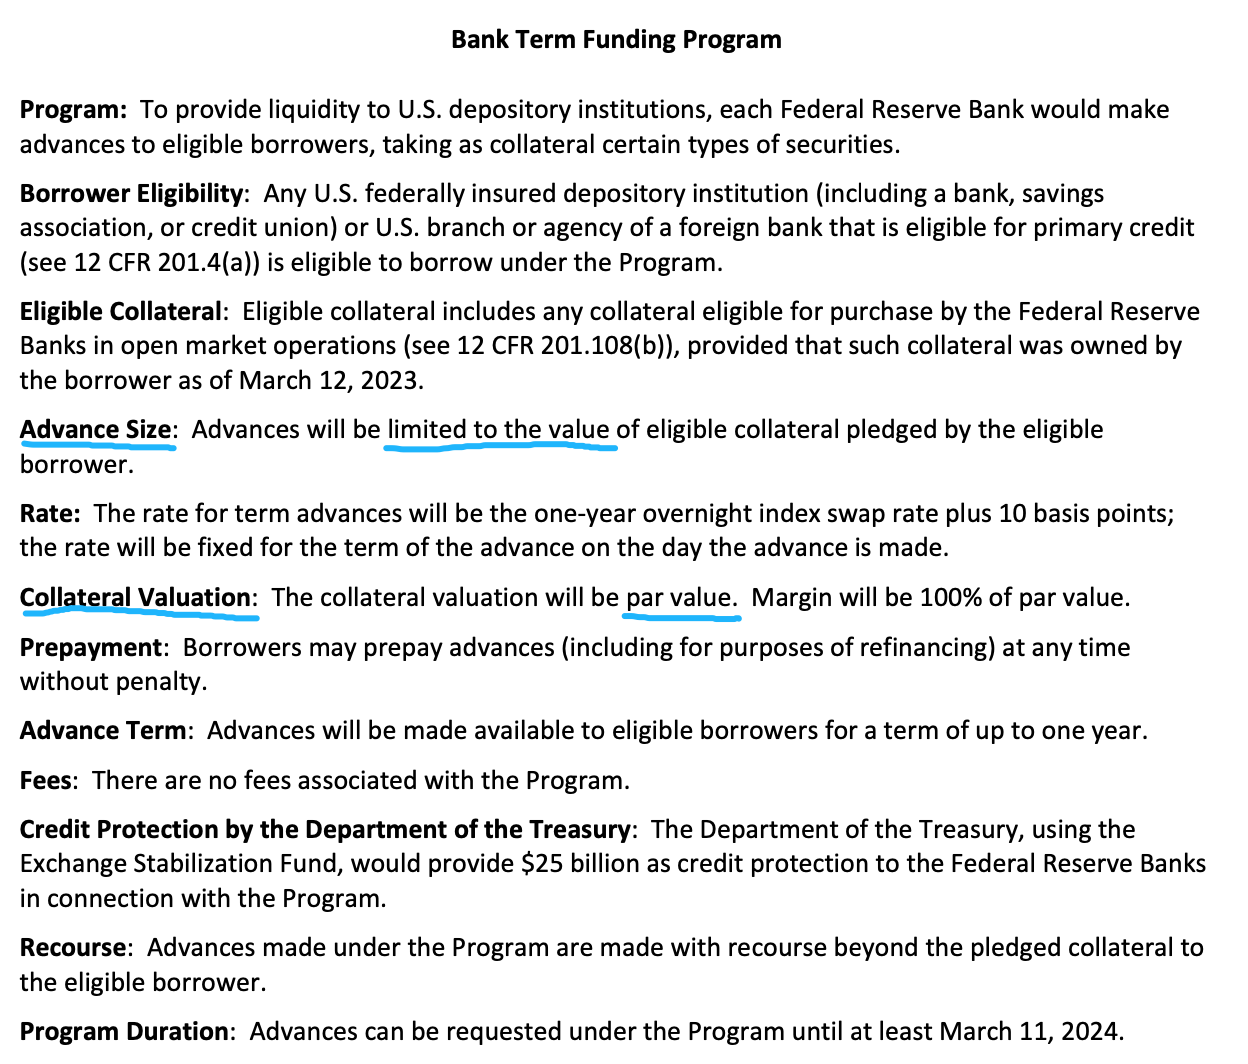 Bank Term Funding Program
Program: To provide liquidity to U.S. depository institutions, each Federal Reserve Bank would make
advances to eligible borrowers, taking as collateral certain types of securities.
Borrower Eligibility: Any U.S. federally insured depository institution (including a bank, savings
association, or credit union) or U.S. branch or agency of a foreign bank that is eligible for primary credit
(see 12 CFR 201.4(a)) is eligible to borrow under the Program.
Eligible Collateral: Eligible collateral includes any collateral eligible for purchase by the Federal Reserve
Banks in open market operations (see 12 CFR 201.108(b)), provided that such collateral was owned by
the borrower as of March 12, 2023.
Advance Size: Advances will be limited to the value of eligible collateral pledged by the eligible
borrower.
Rate: The rate for term advances will be the one-year overnight index swap rate plus 10 basis points;
the rate will be fixed for the term of the advance on the day the advance is made.
Collateral Valuation: The collateral valuation will be par value. Margin will be 100% of par value.
Prepayment: Borrowers may prepay advances (including for purposes of refinancing) at any time
without penalty.
Advance Term: Advances will be made available to eligible borrowers for a term of up to one year.
Fees: There are no fees associated with the Program.
Credit Protection by the Department of the Treasury: The Department of the Treasury, using the
Exchange Stabilization Fund, would provide $25 billion as credit protection to the Federal Reserve Banks
in connection with the Program.
Recourse: Advances made under the Program are made with recourse beyond the pledged collateral to
the eligible borrower.
Program Duration: Advances can be requested under the Program until at least March 11, 2024.